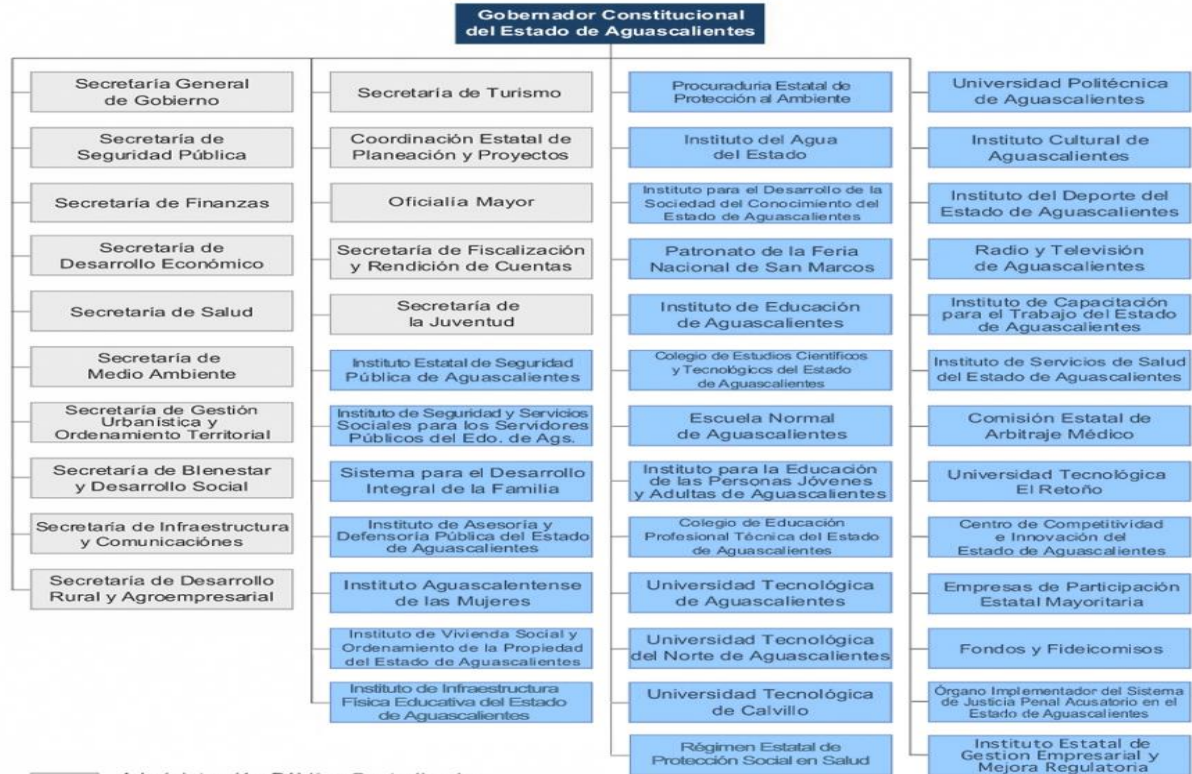 Gobernador Constitucional
del Estado de Aguascalientes
Secretaría General
de Gobierno
Secretaría de
Seguridad Pública
Secretaría de Finanzas
Secretaría de
Desarrollo Económico
Secretaría de Salud
Secretaría de
Medio Ambiente
Secretaría de Gestión
Urbanística y
Ordenamiento Territorial
Secretaría de BIenestar
y Desarrollo Social
Secretaría de Infraestructura
y Comunicaciónes
Secretaría de Desarrollo
Rural y Agroempresarial
Secretaría de Turismo
Coordinación Estatal de
Planeación y Proyectos
Oficialía Mayor
Secretaría de Fiscalización
y Rendición de Cuentas
Secretaría de
la Juventud
Instituto Estatal de Seguridad
Pública de Aguascalientes
Instituto de Seguridad y Servicios
Sociales para los Servidores
Públicos del Edo. de Ags.
Sistema para el Desarrollo
Integral de la Familia
Instituto de Asesoría y
Defensoría Pública del Estado
de Aguascalientes
Instituto Aguascalentense
de las Mujeres
Instituto de Vivienda Social y
Ordenamiento de la Propiedad
del Estado de Aguascalientes
Instituto de Infraestructura
Física Educativa del Estado
de Aguascalientes
Procuraduria Estatal de
Protección al Ambiente
Instituto del Agua
del Estado
Instituto para el Desarrollo de la
Sociedad del Conocimiento del
Estado de Aguascalientes
Patronato de la Feria
Nacional de San Marcos
Instituto de Educación
de Aguascalientes
Colegio de Estudios Científicos
y Tecnológicos del Estado
de Aguascalientes
Escuela Normal
de Aguascalientes
Instituto para la Educación
de las Personas Jóvenes
y Adultas de Aguascalientes
Colegio de Educación
Profesional Técnica del Estado
de Aguascalientes
Universidad Tecnológica
de Aguascalientes
Universidad Tecnológica
del Norte de Aguascalientes
Universidad Tecnológica
de Calvillo
Régimen Estatal de
Protección Social en Salud
Universidad Politécnica
de Aguascalientes
Instituto Cultural de
Aguascalientes
Instituto del Deporte del
Estado de Aguascalientes
Radio y Televisión
de Aguascalientes
Instituto de Capacitación
para el Trabajo del Estado
de Aguascalientes
Instituto de Servicios de Salud
del Estado de Aguascalientes
Comisión Estatal de
Arbitraje Médico
Universidad Tecnológica
El Retoño
Centro de Competitividad
e Innovación del
Estado de Aguascalientes
Empresas de Participación
Estatal Mayoritaria
Fondos y Fideicomisos
Órgano Implementador del Sistema
de Justicia Penal Acusatorio en el
Estado de Aguascalientes
Instituto Estatal de
Gestion Empresarial y
Mejora Regulatoria